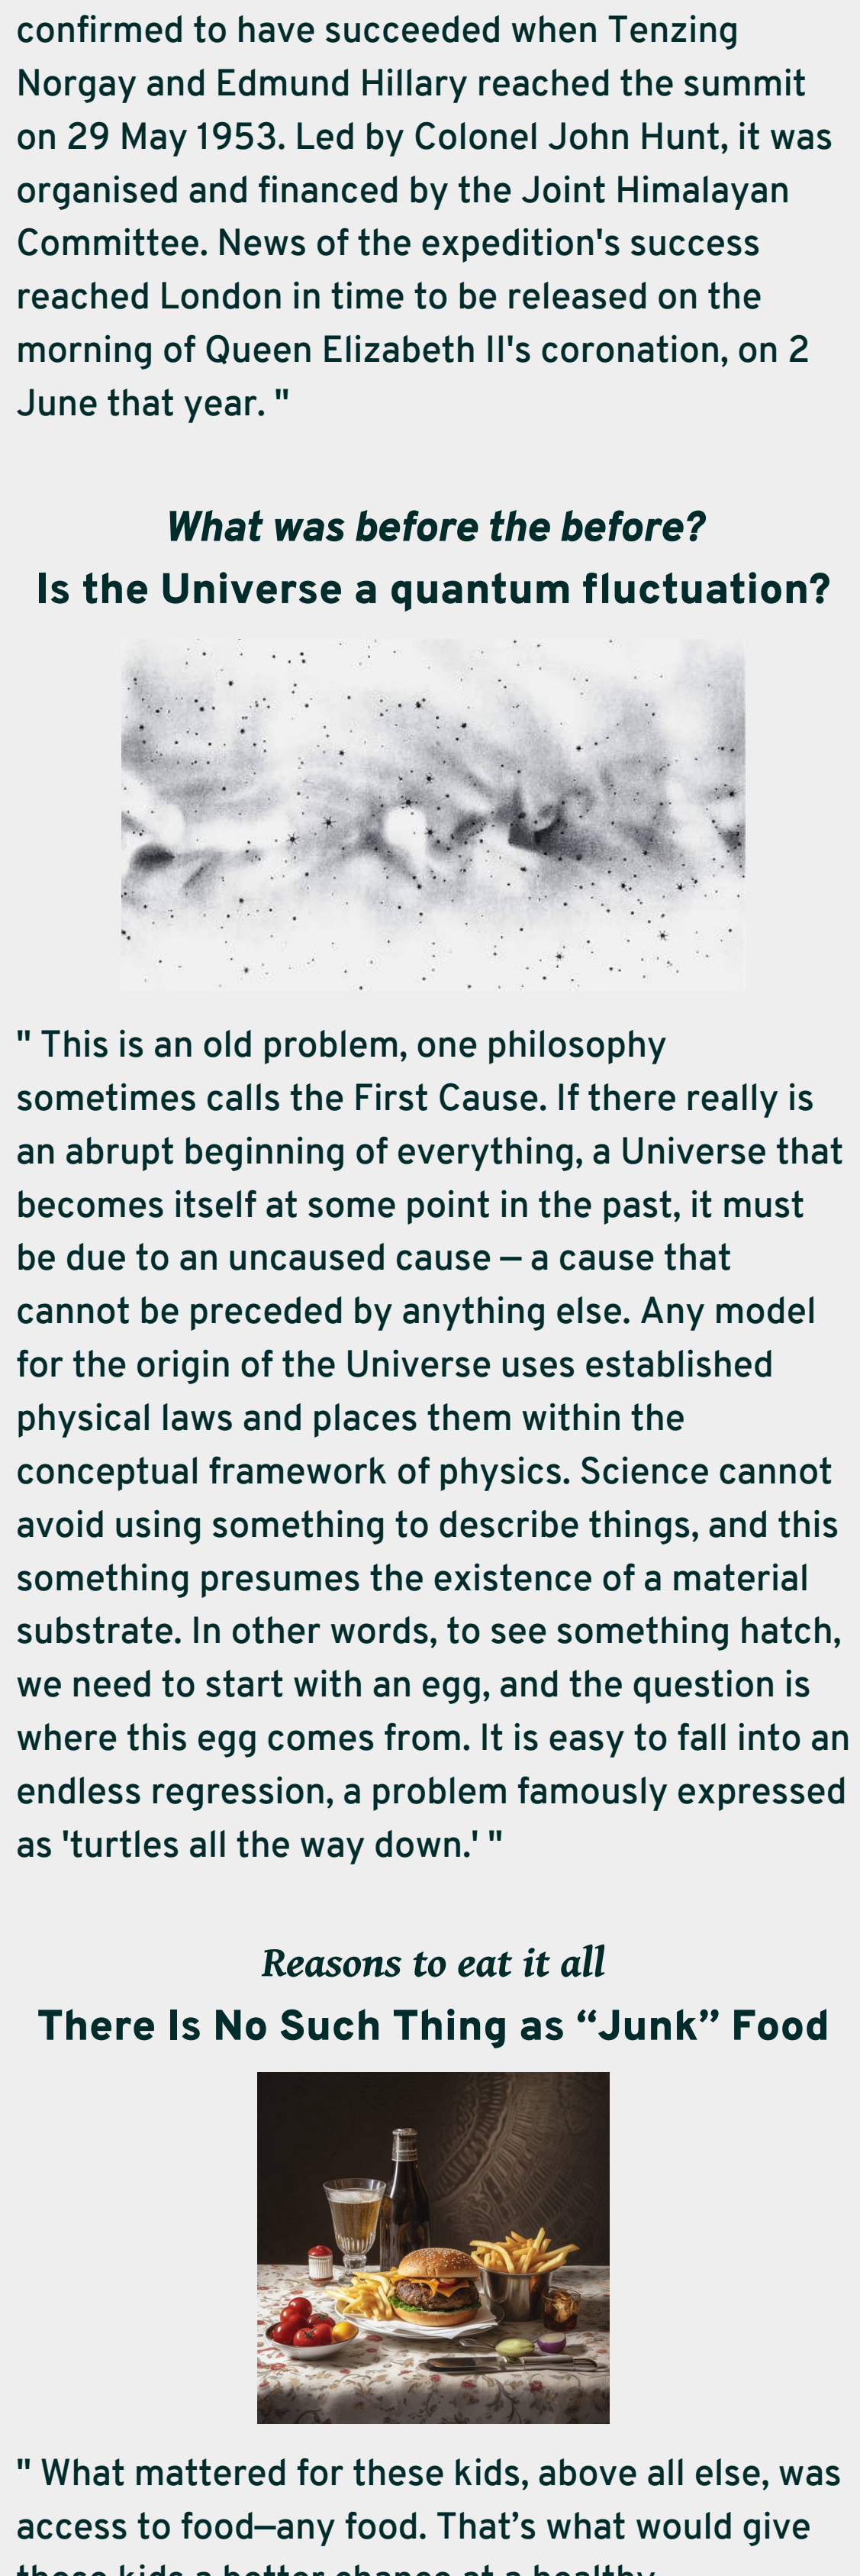 confirmed to have succeeded when Tenzing
Norgay and Edmund Hillary reached the summit
on 29 May 1953. Led by Colonel John Hunt, it was
organised and financed by the Joint Himalayan
Committee. News of the expedition's success
reached London in time to be released on the
morning of Queen Elizabeth II's coronation, on 2
June that year. "
What was before the before?
Is the Universe a quantum fluctuation?
" This is an old problem, one philosophy
sometimes calls the First Cause. If there really is
an abrupt beginning of everything, a Universe that
becomes itself at some point in the past, it must
be due to an uncaused cause — a cause that
cannot be preceded by anything else. Any model
for the origin of the Universe uses established
physical laws and places them within the
conceptual framework of physics. Science cannot
avoid using something to describe things, and this
something presumes the existence of a material
substrate. In other words, to see something hatch,
we need to start with an egg, and the question is
where this egg comes from. It is easy to fall into an
endless regression, a problem famously expressed
as 'turtles all the way down.' "
Reasons to eat it all
There Is No Such Thing as “Junk” Food
" What mattered for these kids, above all else, was
access to food—any food. That’s what would give
these kids a better chance at a healthy